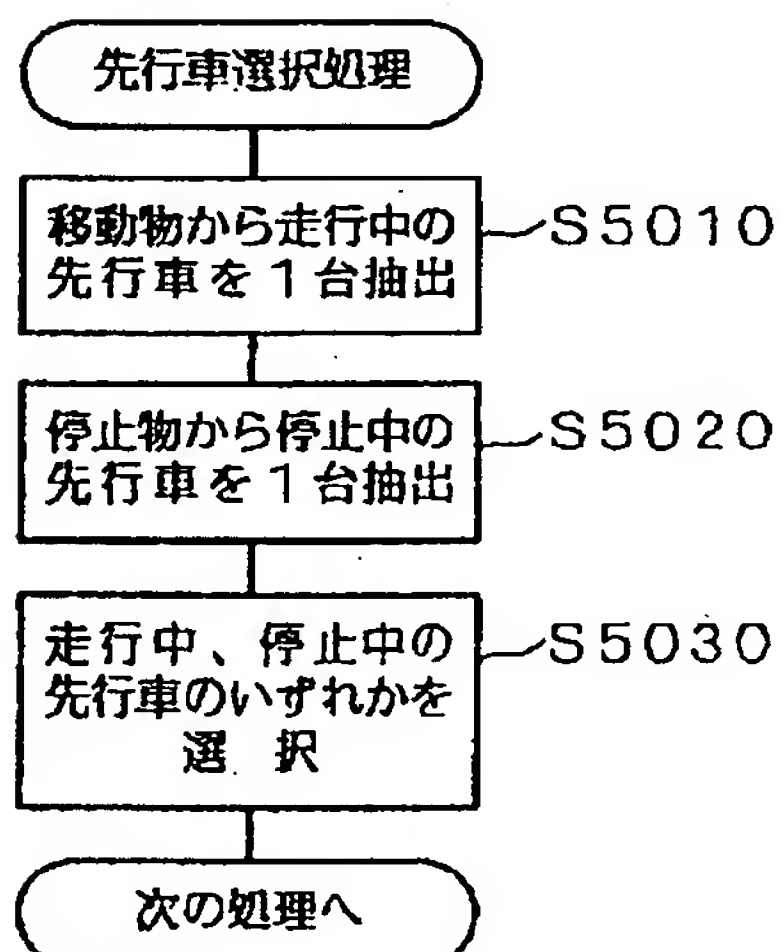 先行車選択処理
移動物から走行中の
先行車を1台抽出
S5010
停止物から停止中の
先行車を1台抽出
S5020
走行中、停止中の
先行車のいずれかを
選 択
S5030
次の処理へ